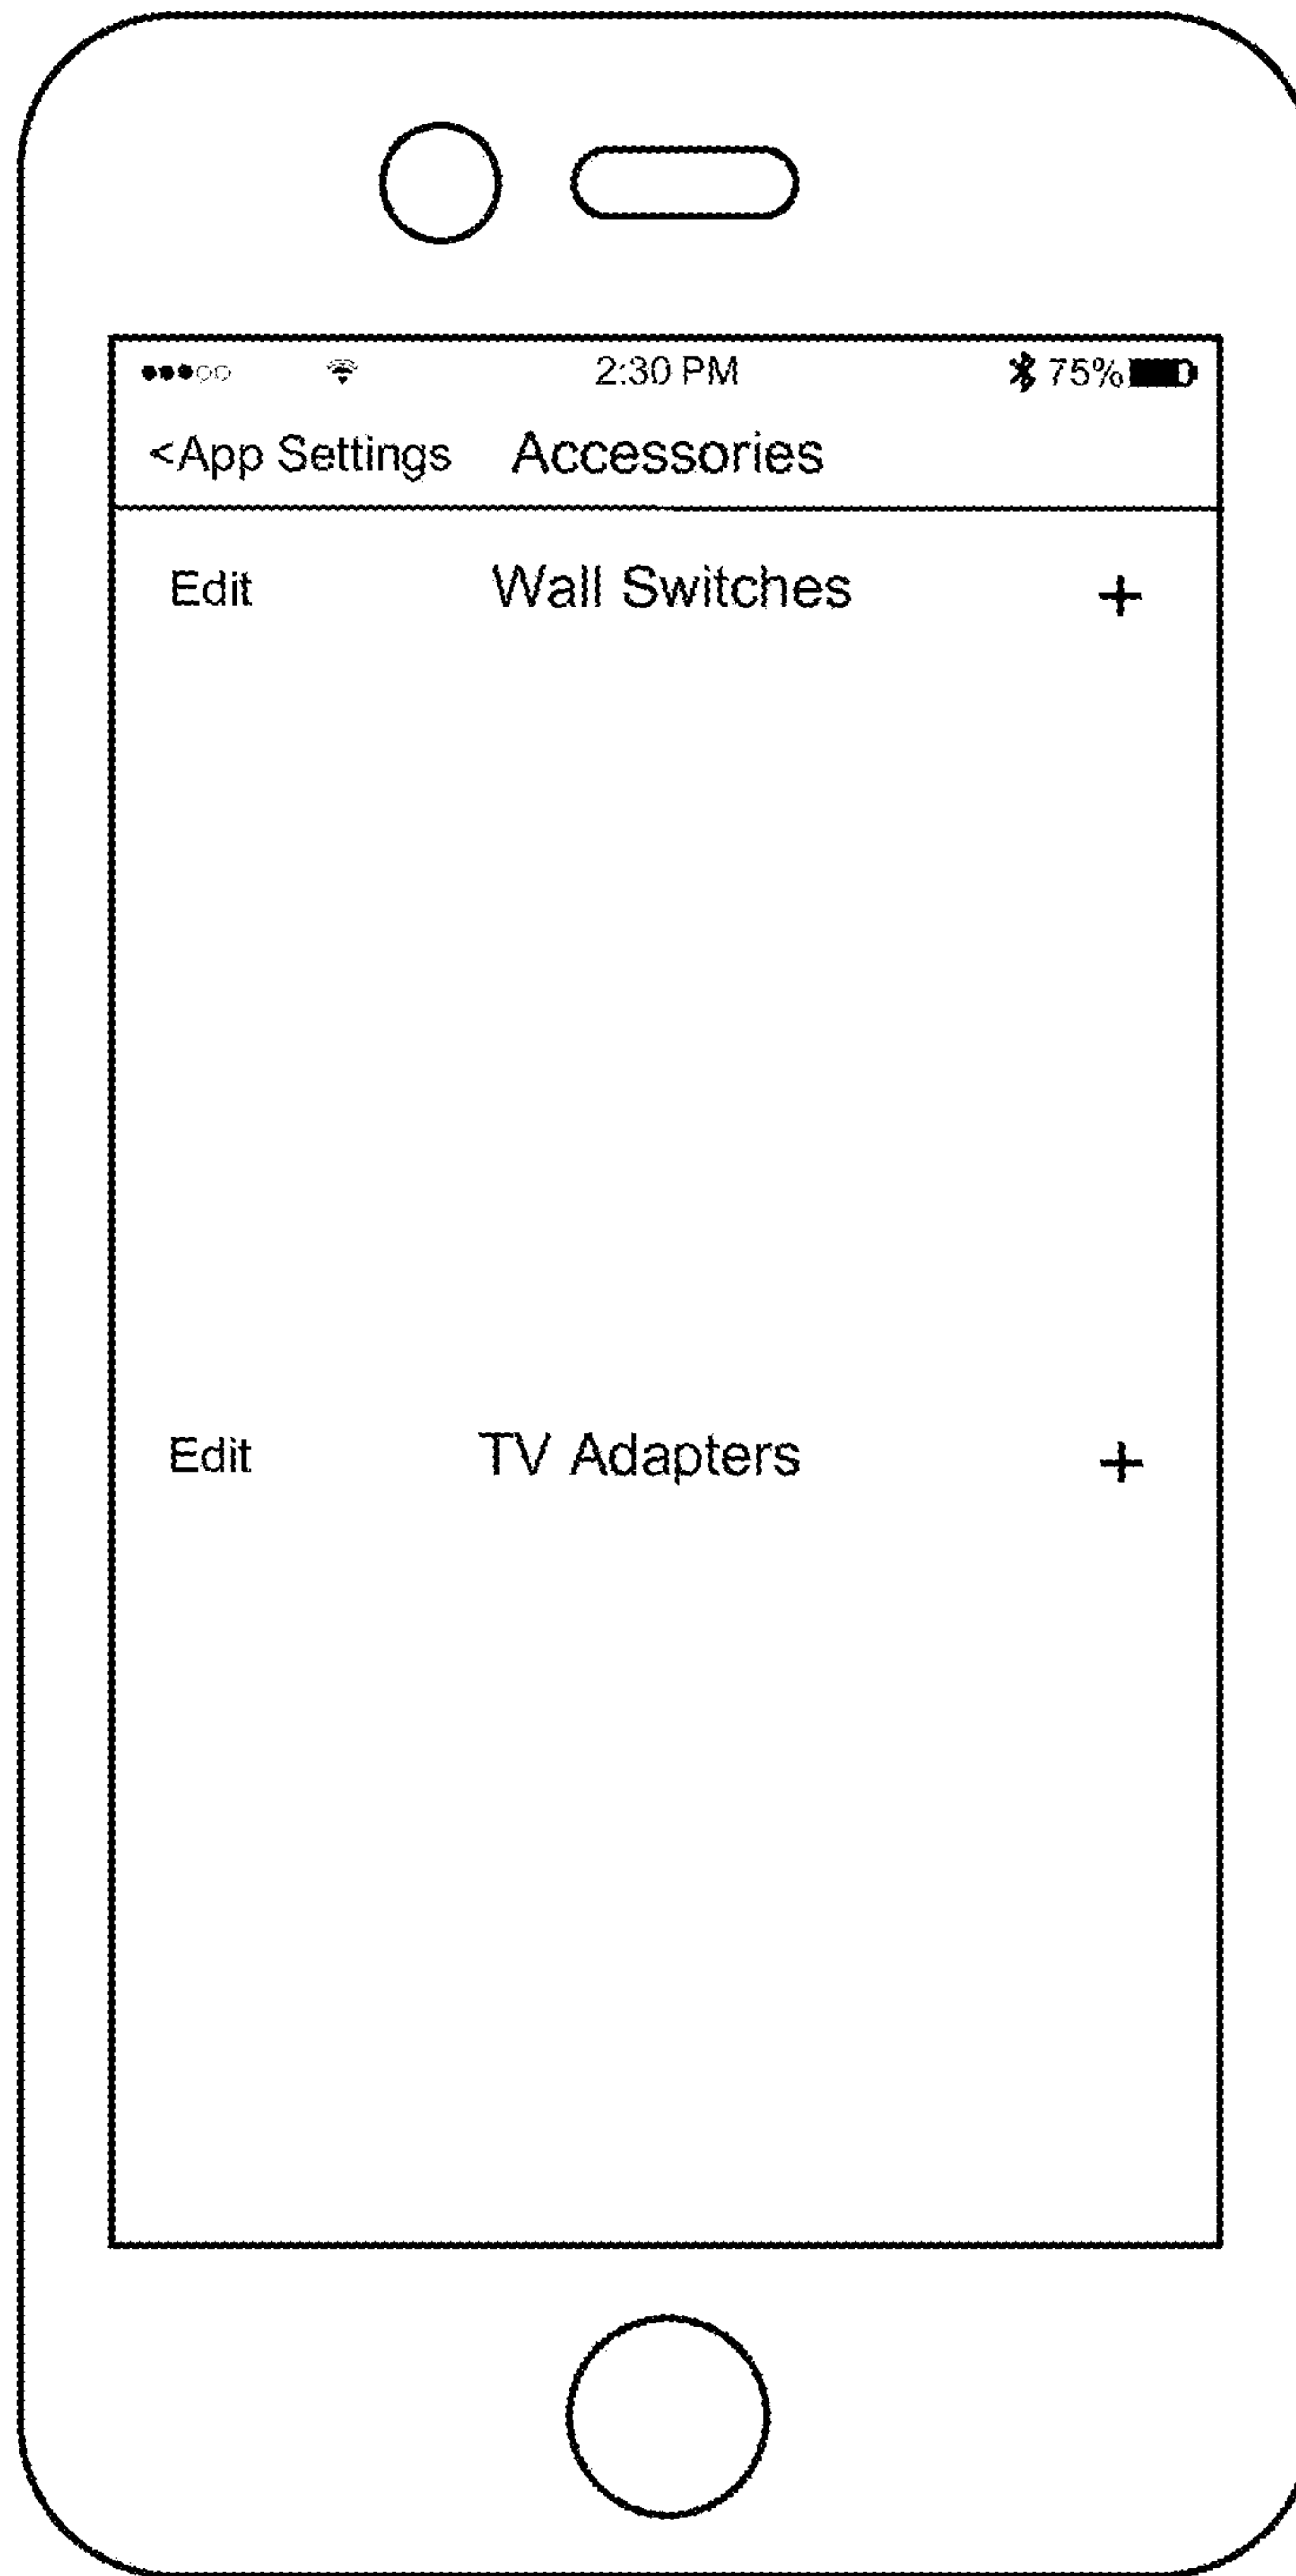 2:30 PM 75%
<App Settings Accessories
Edit Wall Switches +
Edit TV Adapters +